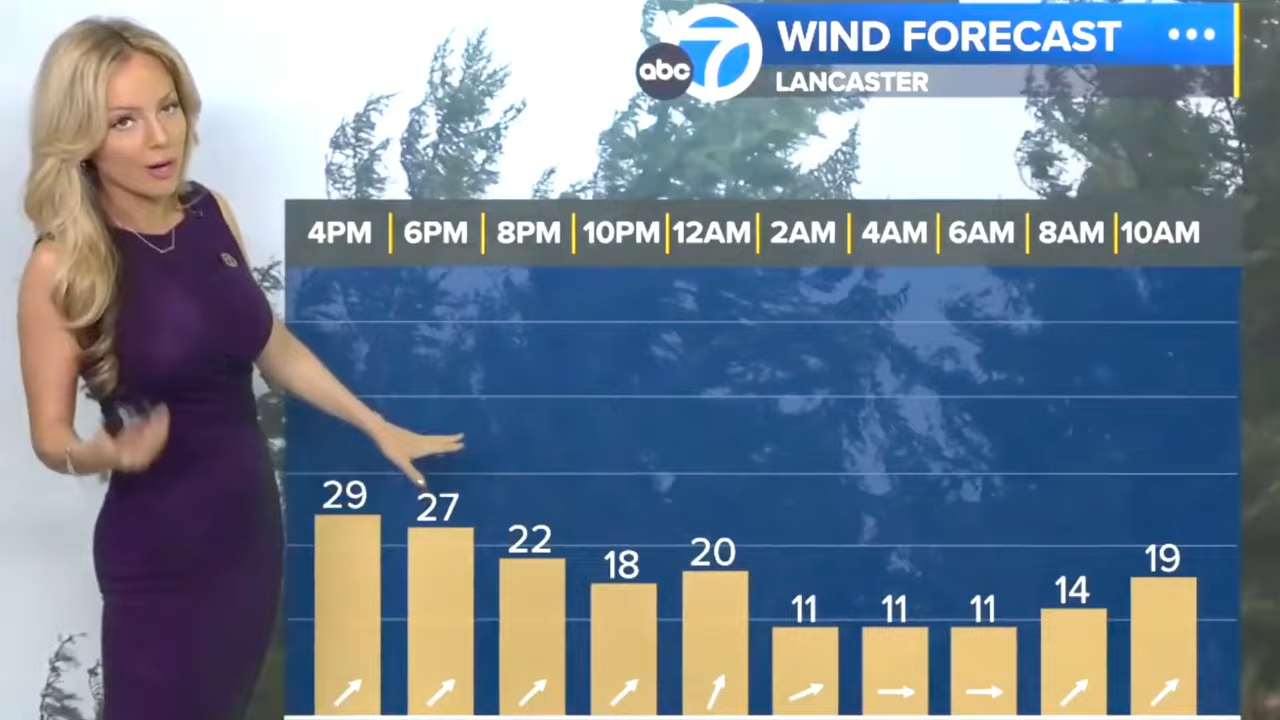 abc 7 WIND FORECAST
LANCASTER
4PM 6PM 8PM 10PM 12AM 2AM 4AM 6AM 8AM 10AM
29 27 22 18 20 11 11 11 14 19